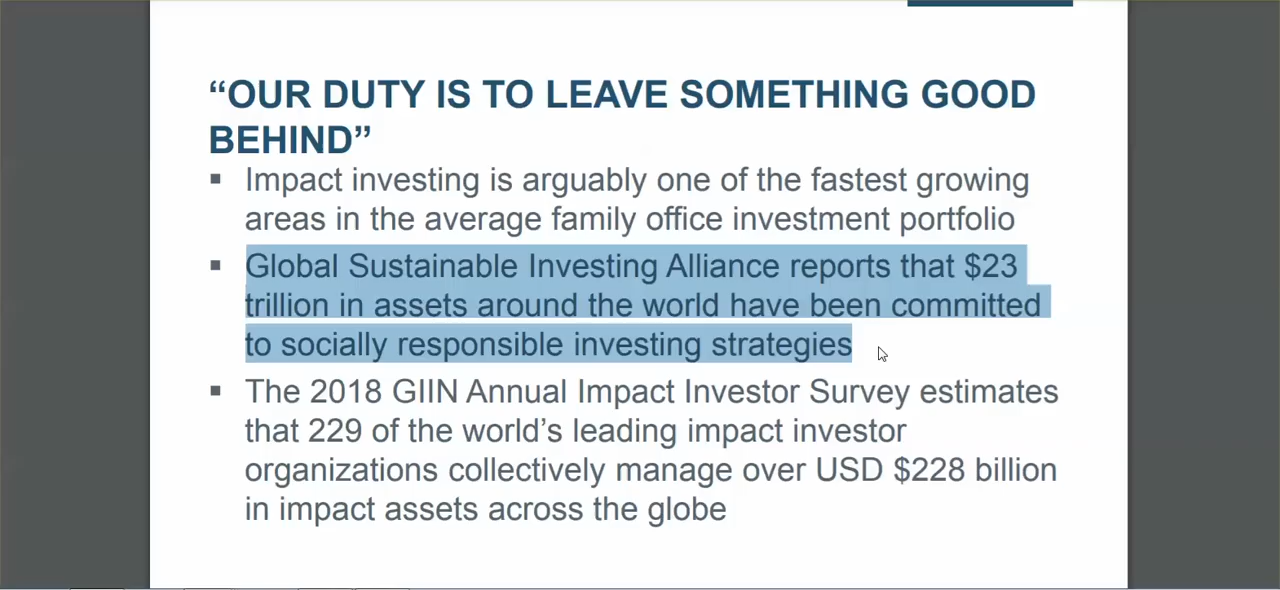 “OUR DUTY IS TO LEAVE SOMETHING GOOD
BEHIND”
▪ Impact investing is arguably one of the fastest growing
areas in the average family office investment portfolio
▪ Global Sustainable Investing Alliance reports that $23
trillion in assets around the world have been committed
to socially responsible investing strategies
▪ The 2018 GIIN Annual Impact Investor Survey estimates
that 229 of the world’s leading impact investor
organizations collectively manage over USD $228 billion
in impact assets across the globe